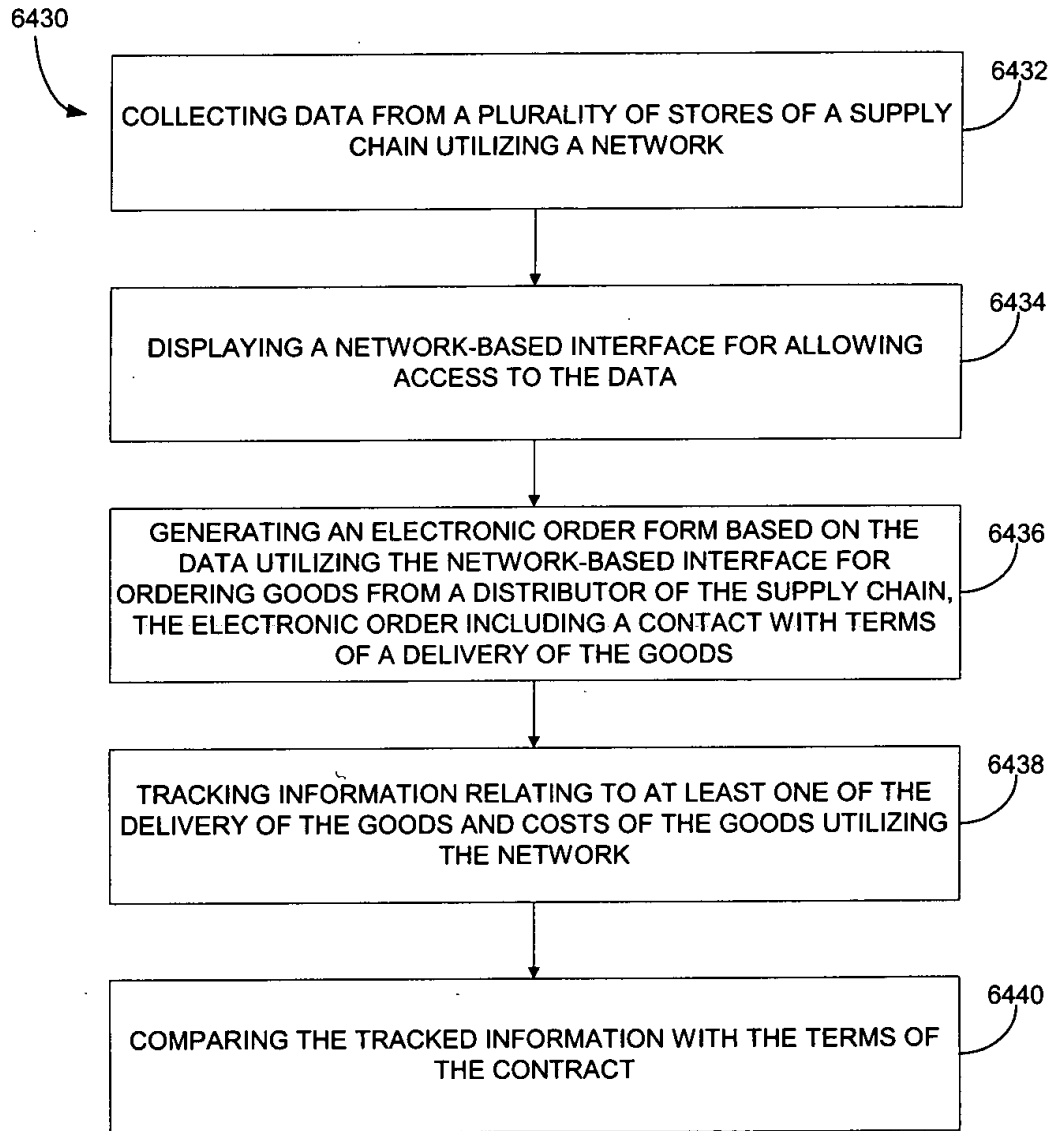 6430
6432
COLLECTING DATA FROM A PLURALITY OF STORES OF A SUPPLY
CHAIN UTILIZING A NETWORK
6434
DISPLAYING A NETWORK-BASED INTERFACE FOR ALLOWING
ACCESS TO THE DATA
6436
GENERATING AN ELECTRONIC ORDER FORM BASED ON THE
DATA UTILIZING THE NETWORK-BASED INTERFACE FOR
ORDERING GOODS FROM A DISTRIBUTOR OF THE SUPPLY CHAIN,
THE ELECTRONIC ORDER INCLUDING A CONTACT WITH TERMS
OF A DELIVERY OF THE GOODS
6438
TRACKING INFORMATION RELATING TO AT LEAST ONE OF THE
DELIVERY OF THE GOODS AND COSTS OF THE GOODS UTILIZING
THE NETWORK
6440
COMPARING THE TRACKED INFORMATION WITH THE TERMS OF
THE CONTRACT